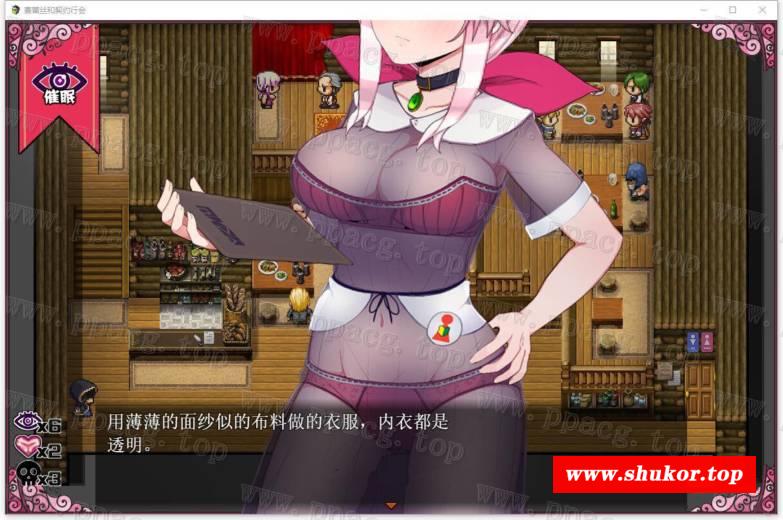 喜蕾丝和契约行会
催眠
用薄薄的面纱似的布料做的衣服，内衣都是
透明。
x6
x2
x3
www.ppacg.top
www.shukor.top